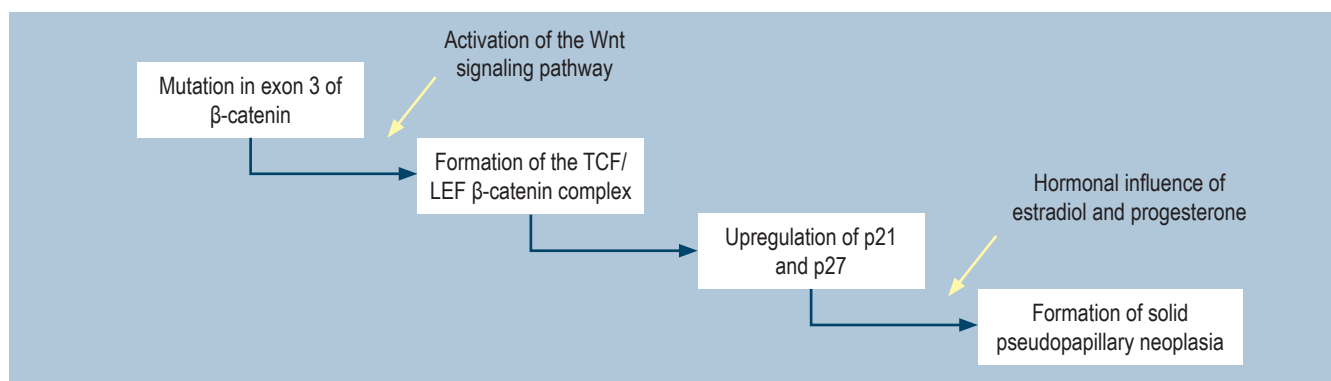 Activation of the Wnt
signaling pathway
Mutation in exon 3 of
β-catenin
Formation of the TCF/
LEF β-catenin complex
Hormonal influence of
estradiol and progesterone
Upregulation of p21
and p27
Formation of solid
pseudopapillary neoplasia